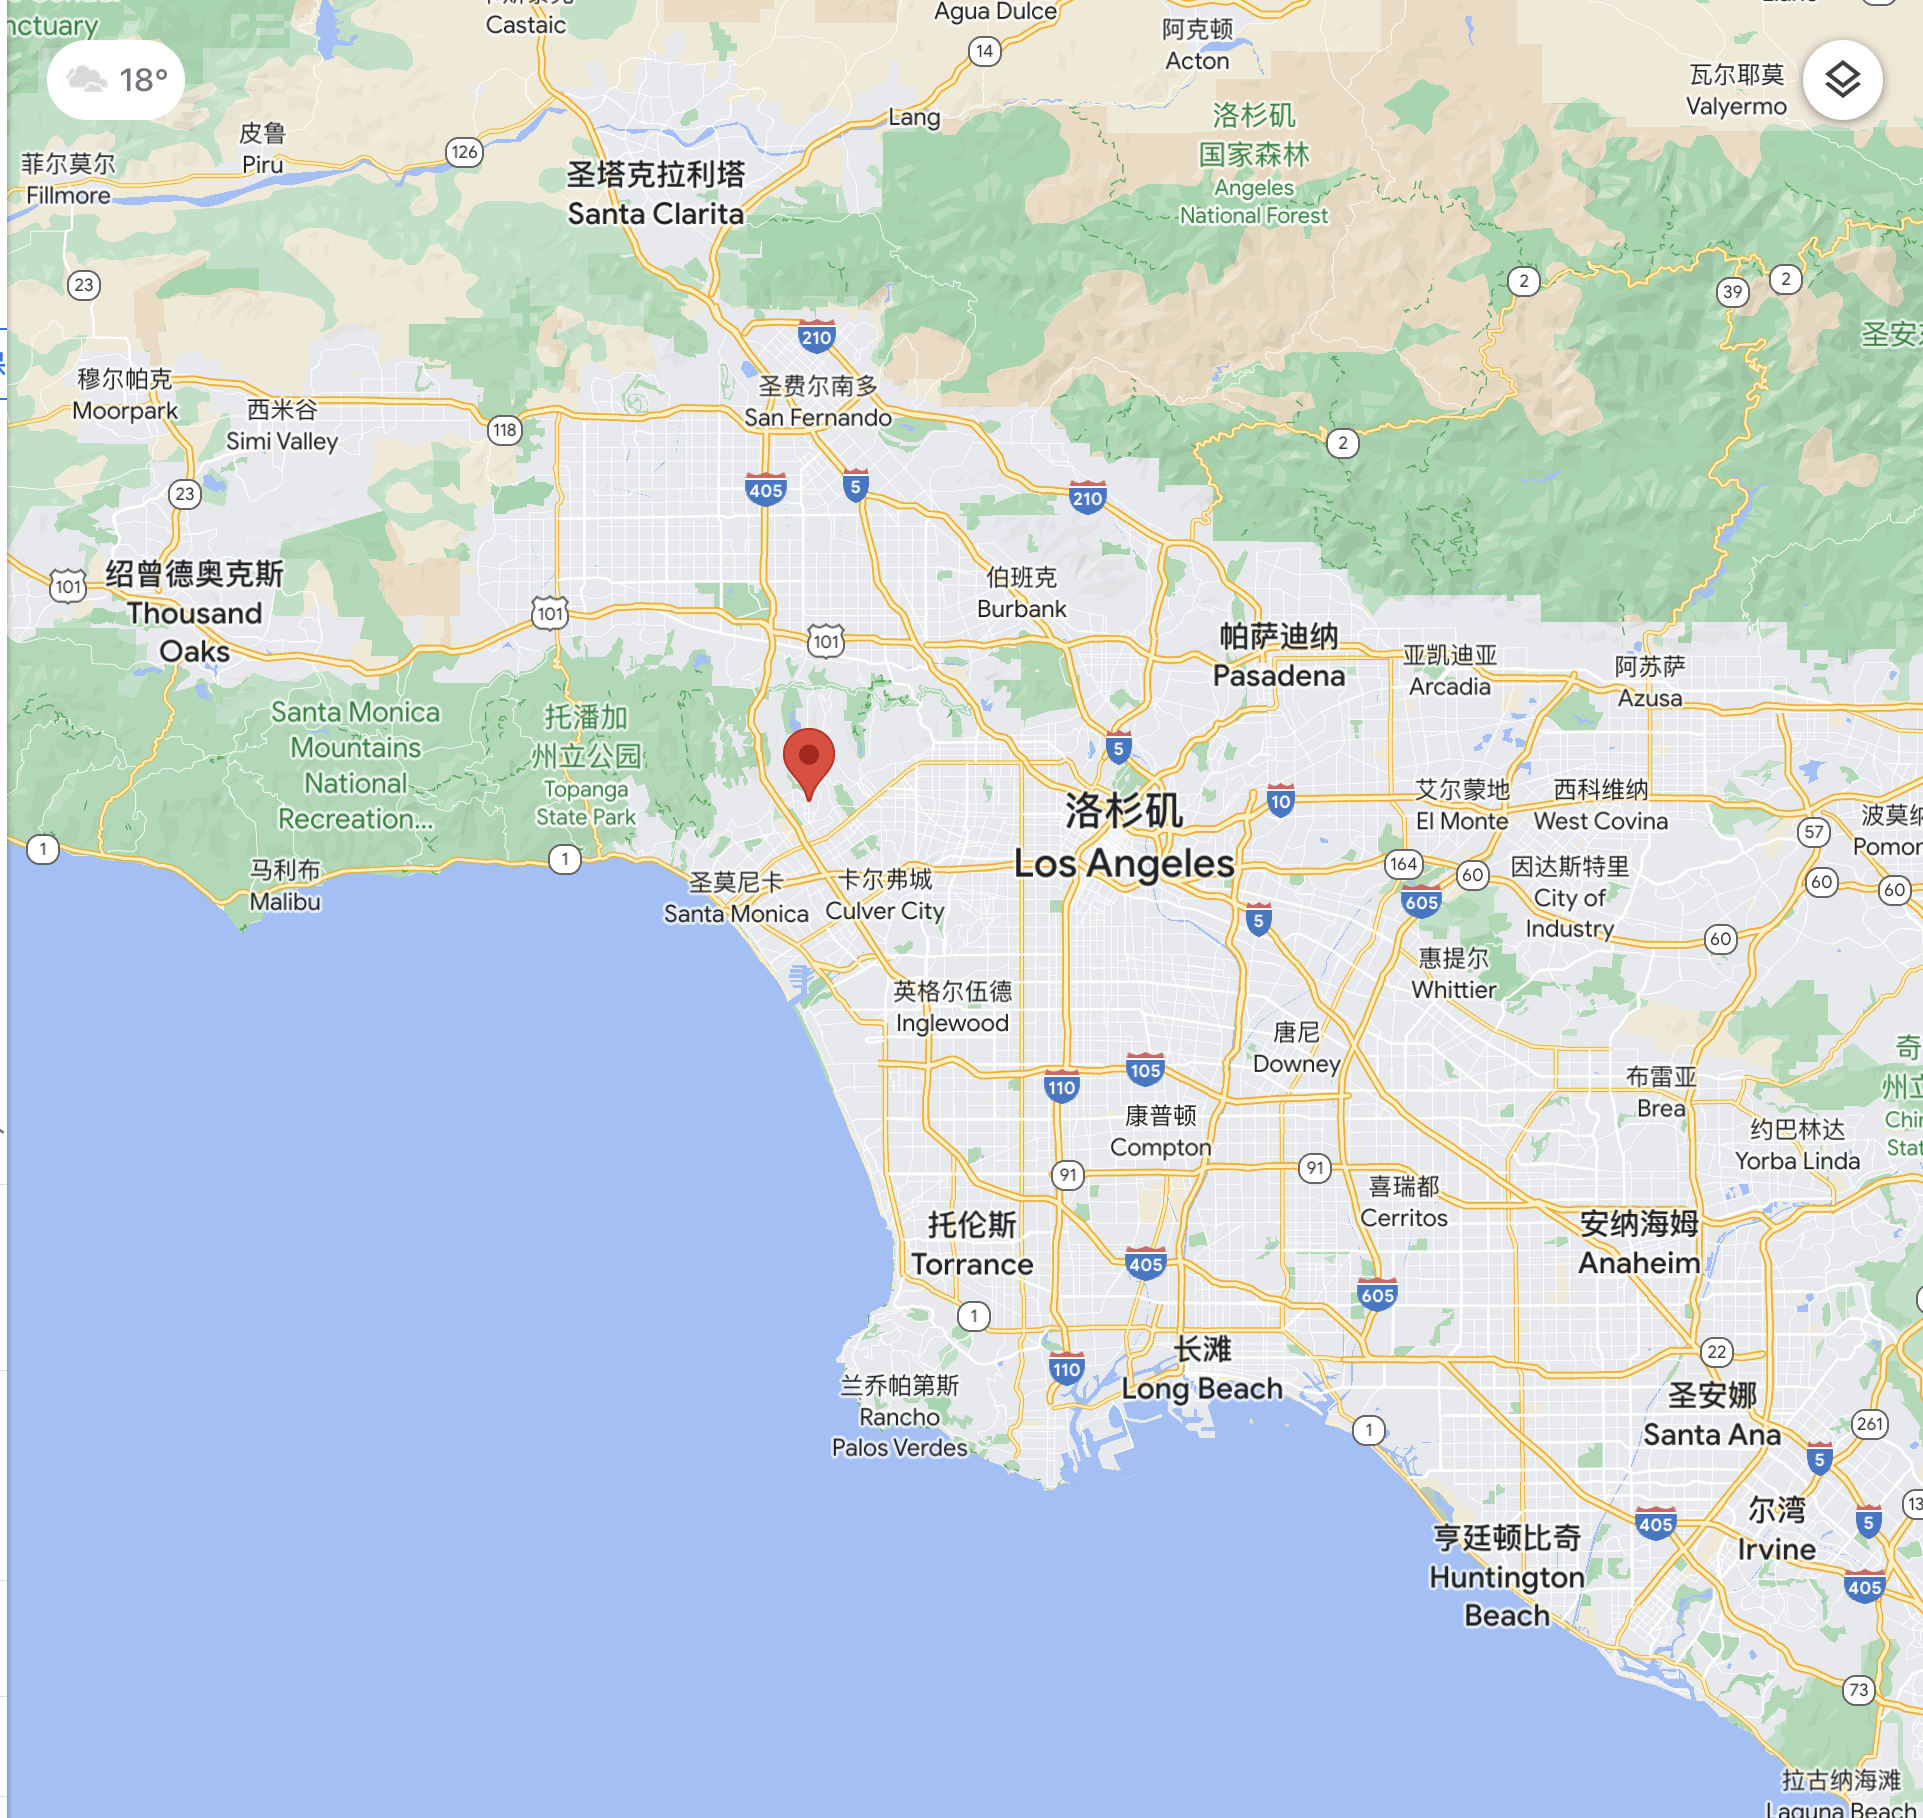 nctuary
Castaic
Agua Dulce
14
阿克顿
Acton
瓦尔耶莫
Valyermo
18°
Lang
洛杉矶
国家森林
Angeles
National Forest
皮鲁
Piru
126
菲尔莫尔
Fillmore
圣塔克拉利塔
Santa Clarita
23
2
39
2
210
穆尔帕克
Moorpark
西米谷
Simi Valley
118
圣费尔南多
San Fernando
2
23
405
5
210
101
绍曾德奥克斯
Thousand
Oaks
101
101
伯班克
Burbank
帕萨迪纳
Pasadena
亚凯迪亚
Arcadia
阿苏萨
Azusa
Santa Monica
Mountains
National
Recreation...
托潘加
州立公园
Topanga
State Park
5
洛杉矶
Los Angeles
10
艾尔蒙地
El Monte
西科维纳
West Covina
57
1
1
马利布
Malibu
圣莫尼卡
Santa Monica
卡尔弗城
Culver City
164
60
605
因达斯特里
City of
Industry
60
60
5
60
惠提尔
Whittier
英格尔伍德
Inglewood
唐尼
Downey
105
110
布雷亚
Brea
康普顿
Compton
约巴林达
Yorba Linda
91
91
喜瑞都
Cerritos
托伦斯
Torrance
安纳海姆
Anaheim
405
605
1
110
长滩
Long Beach
22
兰乔帕第斯
Rancho
Palos Verdes
圣安娜
Santa Ana
1
261
5
405
尔湾
Irvine
5
亨廷顿比奇
Huntington
Beach
405
73
拉古纳海滩
Laguna Beach